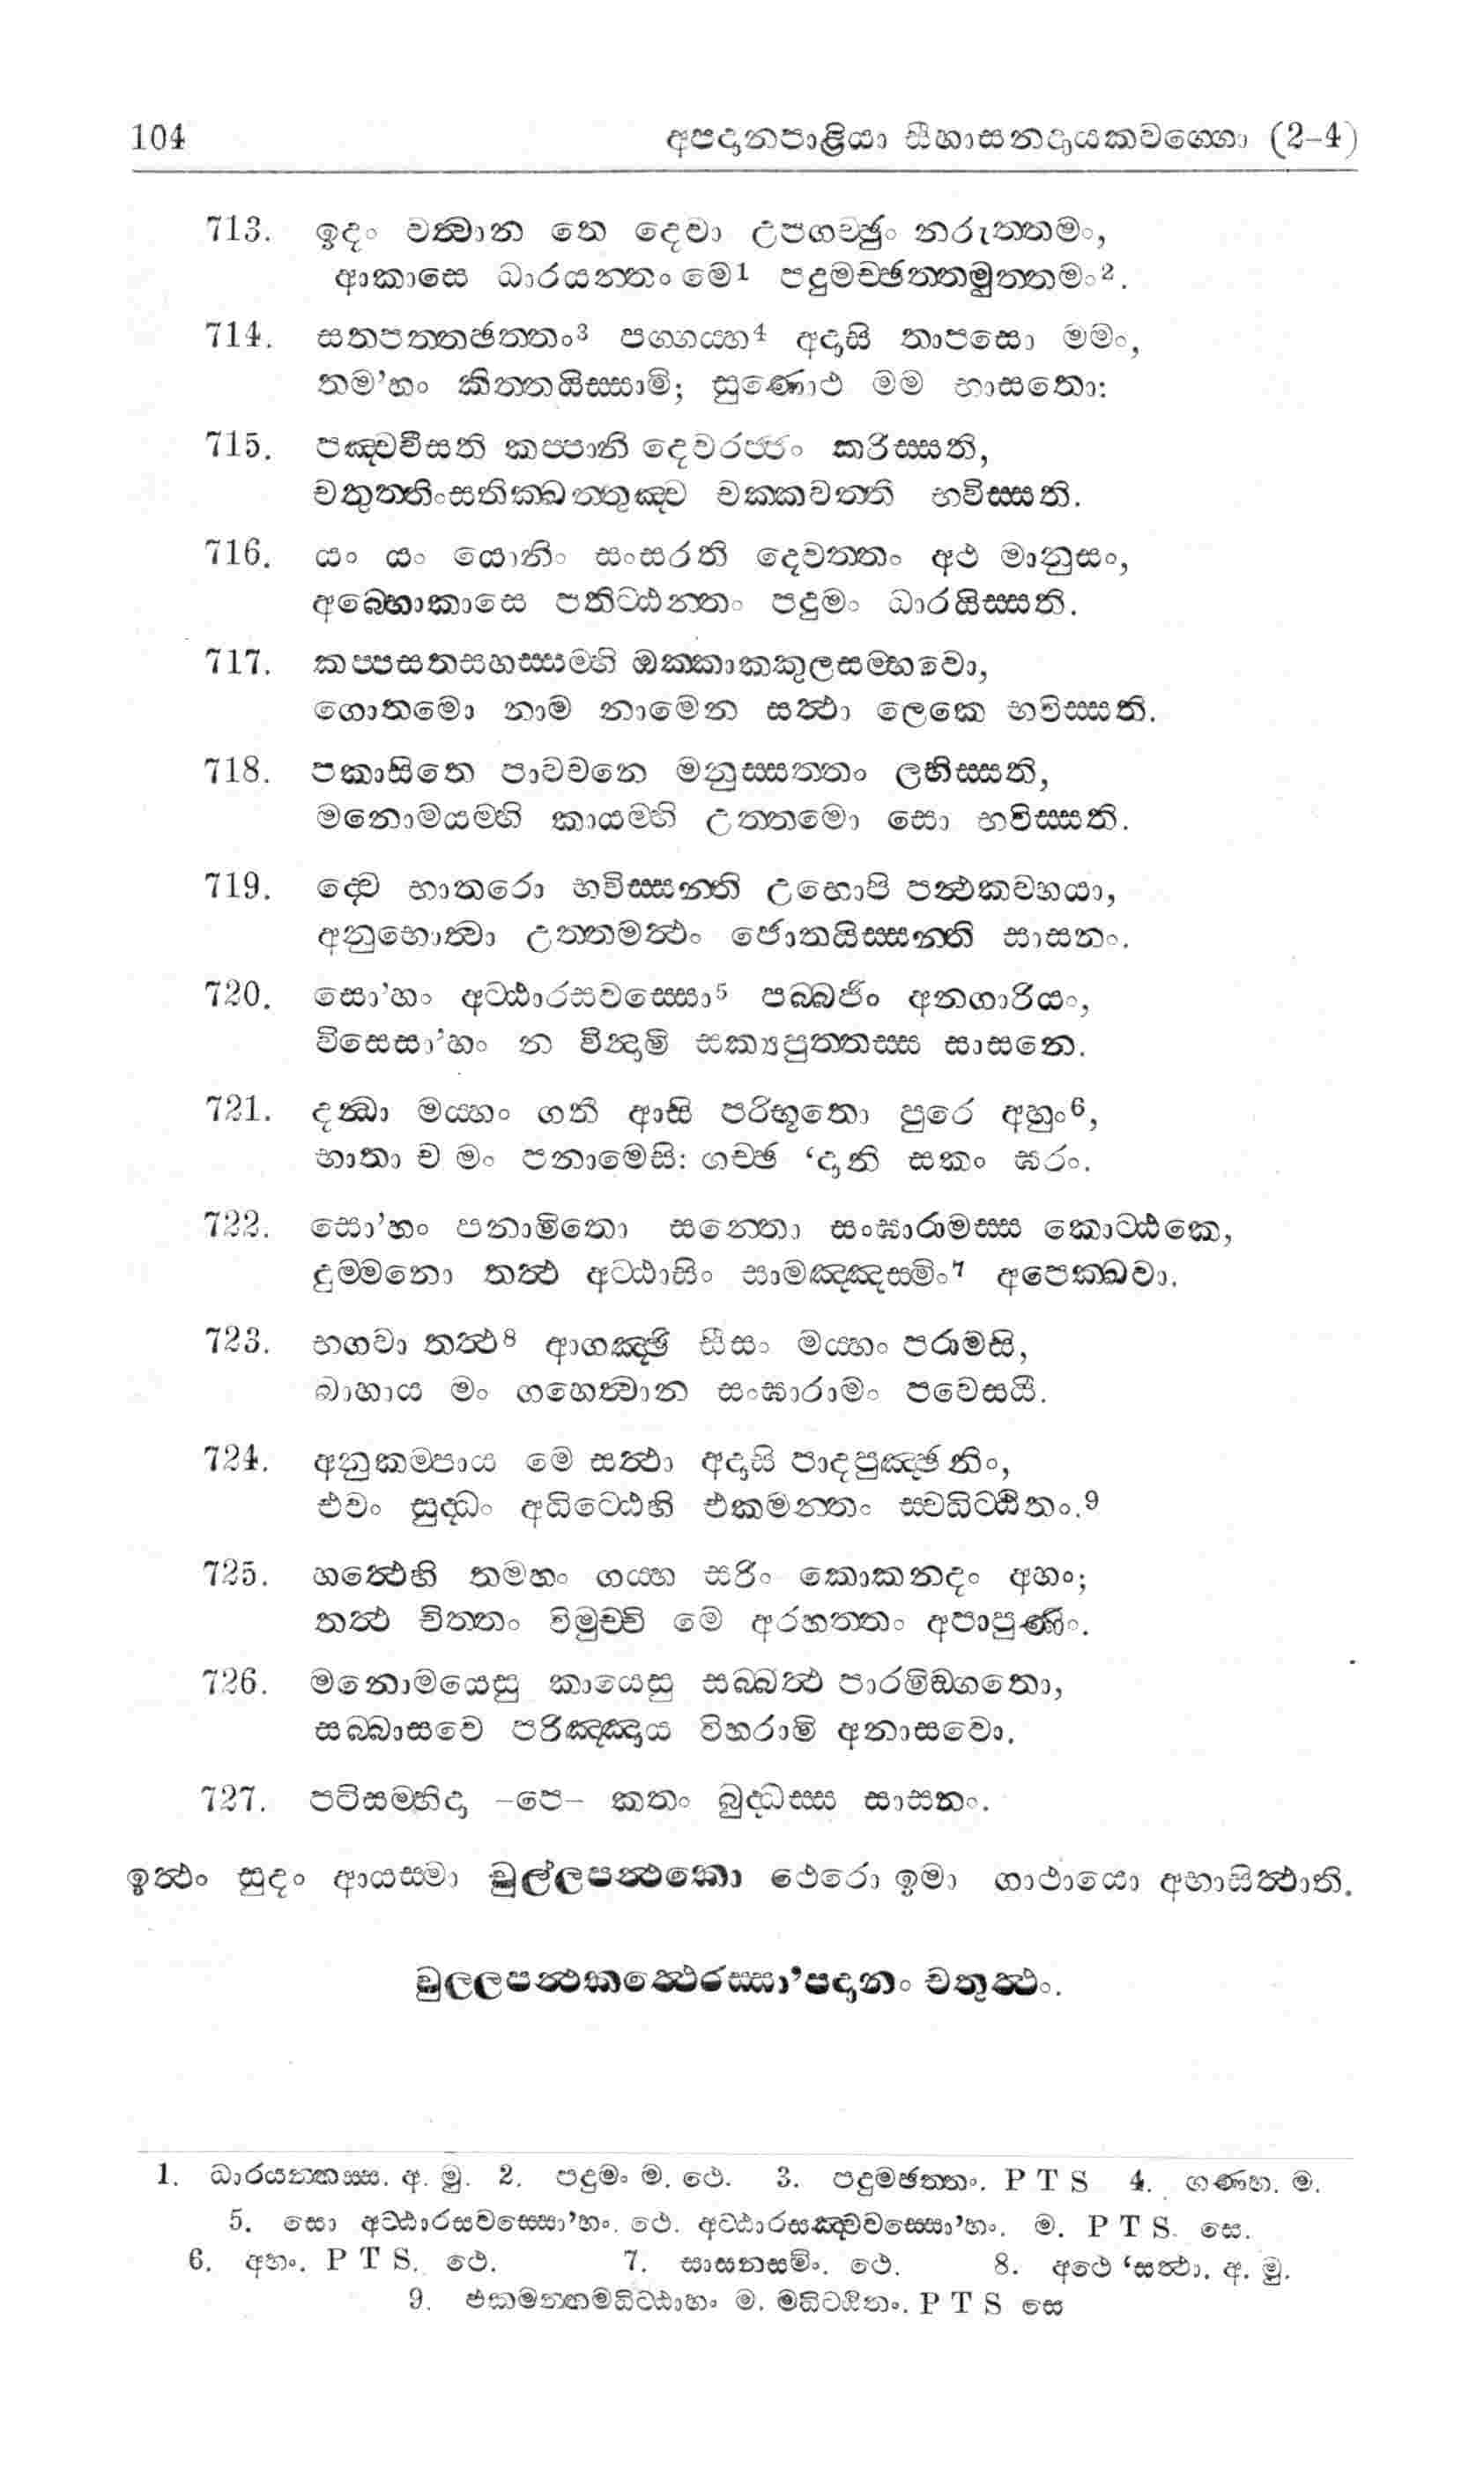 104 අපදානපාළියා සීහාසනදායකවග්ගො (2–4)
713. ඉදං වත්වාන තෙ දෙවා උපගච්ඡුං නරුත්තමං,
ආකාසෙ ධාරයන්තං මෙ1 පදුමච්ඡත්තමුත්තමං2.
714. සතපත්තඡත්තං3 පග්ගය්හ4 අදාසි තාපසො මමං,
තම’හං කිත්තයිස්සාමි; සුණොථ මම භාසතො:
715. පඤ්චවීසති කප්පානි දෙවරජ්ජං කරිස්සති,
චතුත්තිංසතික්ඛත්තුඤ්ච චක්කවත්තී භවිස්සති.
716. යං යං යොනිං සංසරති දෙවත්තං අථ මානුසං,
අබ්භොකාසෙ පතිට්ඨන්තං පදුමං ධාරයිස්සති.
717. කප්පසතසහස්සම්හි ඔක්කාකකුලසම්භවො,
ගොතමො නාම නාමෙන සත්ථා ලෙකෙ භවිස්සති.
718. පකාසිතෙ පාවචනෙ මනුස්සත්තං ලභිස්සති,
මනොමයම්හි කායම්හි උත්තමො සො භවිස්සති.
719. ද්වෙ භාතරො භවිස්සන්ති උභොපි පන්ථකව්හයා,
අනුභොත්වා උත්තමත්ථං ජොතයිස්සන්ති සාසනං.
720. සො’හං අට්ඨාරසවස්සො5 පබ්බජිං අනගාරියං,
විසෙසා’හං න වින්දාමි සක්‍යපුත්තස්ස සාසනෙ.
721. දන්ධා මය්හං ගතී ආසි පරිභූතො පුරෙ අහුං6,
භාතා ච මං පනාමෙසි: ගච්ඡ ‘දානි සකං ඝරං.
722. සො’හං පනාමිතො සන්තො සංඝාරාමස්ස කොට්ඨකෙ,
දුම්මනො තත්ථ අට්ඨාසිං සාමඤ්ඤස්මිං7 අපෙක්ඛවා.
723. භගවා තත්ථ8 ආගඤ්ඡි සීසං මය්හං පරාමසි,
බාහාය මං ගහෙත්වාන සංඝාරාමං පවෙසයී.
724. අනුකම්පාය මෙ සත්ථා අදාසි පාදපුඤ්ඡනිං,
එවං සුද්ධං අධිට්ඨෙහි එකමන්තං ස්වධිට්ඨිතං.9
725. හත්ථෙහි තමහං ගය්හ සරිං කොකනදං අහං;
තත්ථ චිත්තං විමුච්චි මෙ අරහත්තං අපාපුණිං.
726. මනොමයෙසු කායෙසු සබ්බත්ථ පාරමිඞ්ගතො,
සබ්බාසවෙ පරිඤ්ඤාය විහරාමි අනාසවො.
727. පටිසම්භිදා –පෙ– කතං බුද්ධස්ස සාසනං.
ඉත්ථං සුදං ආයස්මා චුල්ලපන්ථකො ථෙරො ඉමා ගාථායො අභාසිත්ථාති.
චුල්ලපන්ථකත්ථෙරස්සා’පදානං චතුත්ථං.
1. ධාරයන්තස්ස. අ. මු. 2. පදුමං ම. ථෙ. 3. පදුමඡත්තං. P T S 4. ගණ්හ. ම.
5. සො අට්ඨාරසවස්සො’හං. ථෙ. අට්ඨාරසඤ්චවස්සො’හං. ම. P T S. සෙ.
6. අහං. P T S. ථෙ. 7. සාසනස්මිං. ථෙ. 8. අථෙ ‘සත්ථා. අ. මු.
9. එකමන්තමධිට්ඨාහං ම. මධිට්ඨිතං. P T S සෙ